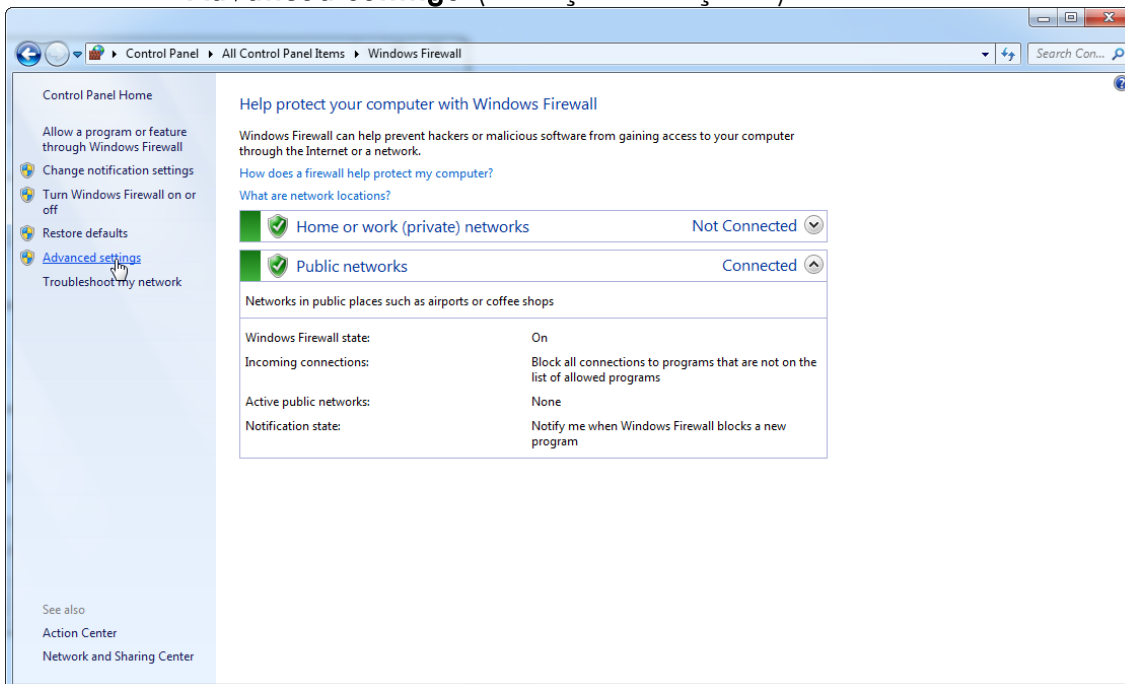 Control Panel ▸ All Control Panel Items ▸ Windows Firewall
Search Con...
Control Panel Home
Allow a program or feature
through Windows Firewall
Change notification settings
Turn Windows Firewall on or
off
Restore defaults
Advanced settings
Troubleshoot my network
See also
Action Center
Network and Sharing Center
Help protect your computer with Windows Firewall
Windows Firewall can help prevent hackers or malicious software from gaining access to your computer
through the Internet or a network.
How does a firewall help protect my computer?
What are network locations?
Home or work (private) networks Not Connected
Public networks Connected
Networks in public places such as airports or coffee shops
Windows Firewall state: On
Incoming connections: Block all connections to programs that are not on the
list of allowed programs
Active public networks: None
Notification state: Notify me when Windows Firewall blocks a new
program